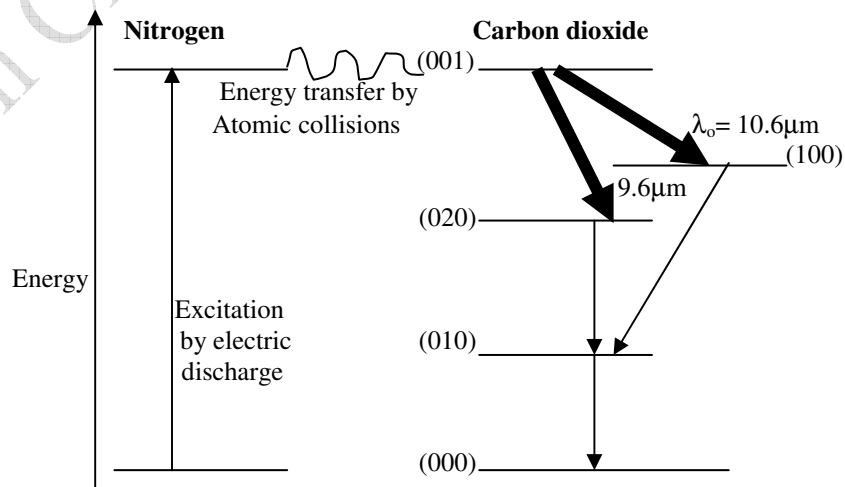 Nitrogen
Carbon dioxide
(001)
Energy transfer by
Atomic collisions
λo= 10.6μm
(100)
9.6μm
(020)
Energy
Excitation
by electric
discharge
(010)
(000)